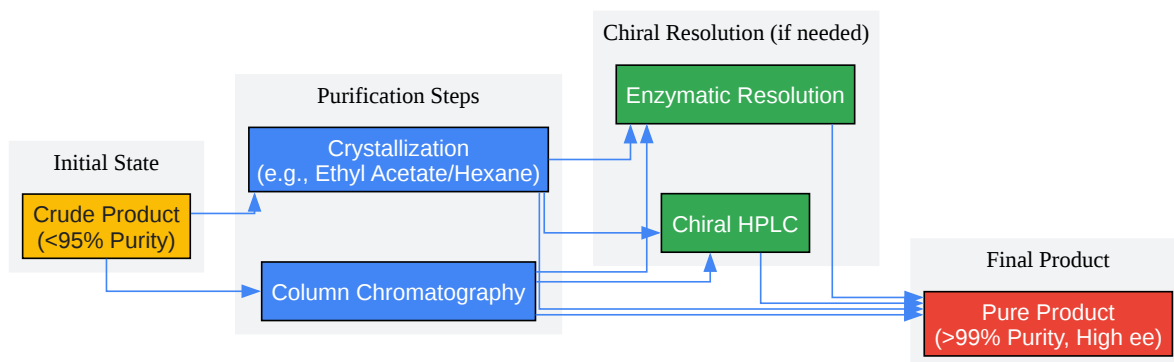 Initial State
Crude Product
(<95% Purity)
Purification Steps
Crystallization
(e.g., Ethyl Acetate/Hexane)
Column Chromatography
Chiral Resolution (if needed)
Enzymatic Resolution
Chiral HPLC
Final Product
Pure Product
(>99% Purity, High ee)